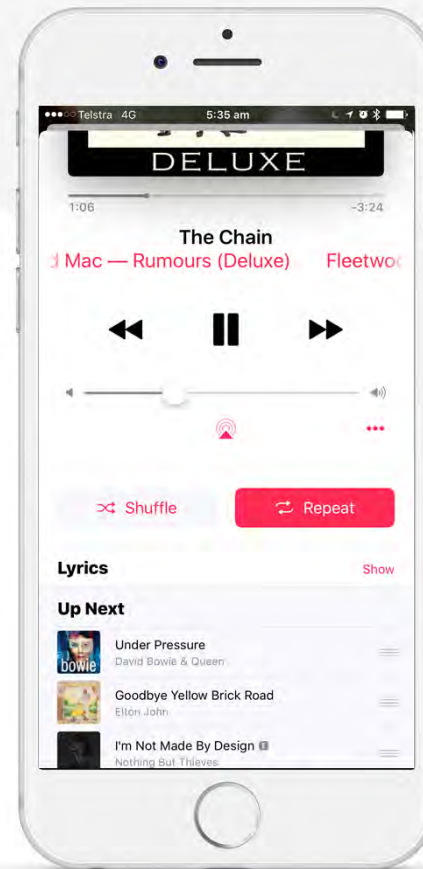 Telstra 4G 5:35 am
DELUXE
1:06 -3:24
The Chain
d Mac — Rumours (Deluxe) Fleetwoo
Shuffle Repeat
Lyrics Show
Up Next
bowie
Under Pressure
David Bowie & Queen
Goodbye Yellow Brick Road
Elton John
I'm Not Made By Design E
Nothing But Thieves